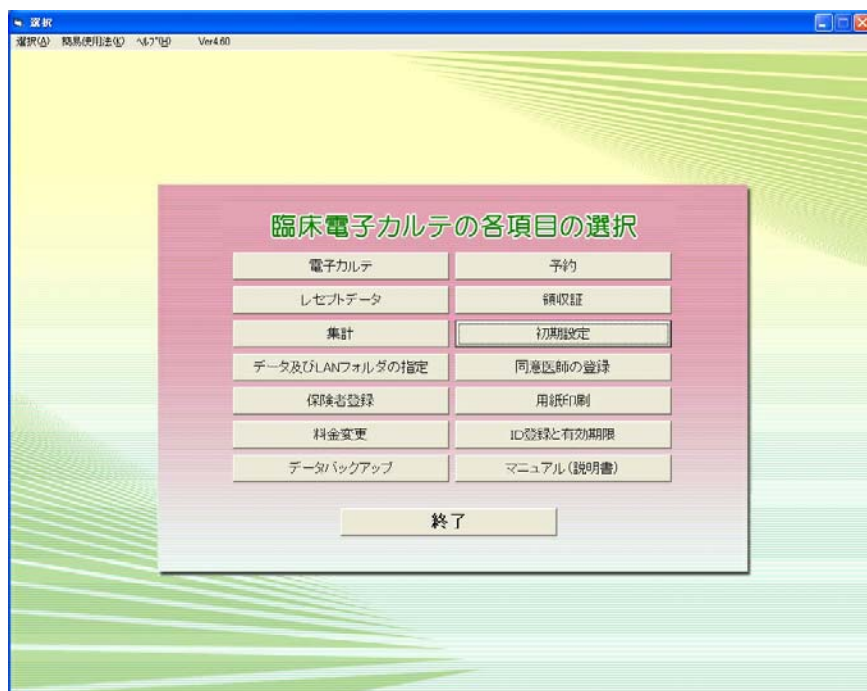 選択
選択(A) 簡易使用法(K) ヘルプ(H) Ver4.60
臨床電子カルテの各項目の選択
電子カルテ 予約
レセプトデータ 領収証
集計 初期設定
データ及びLANフォルダの指定 同意医師の登録
保険者登録 用紙印刷
料金変更 ID登録と有効期限
データバックアップ マニュアル(説明書)
終了